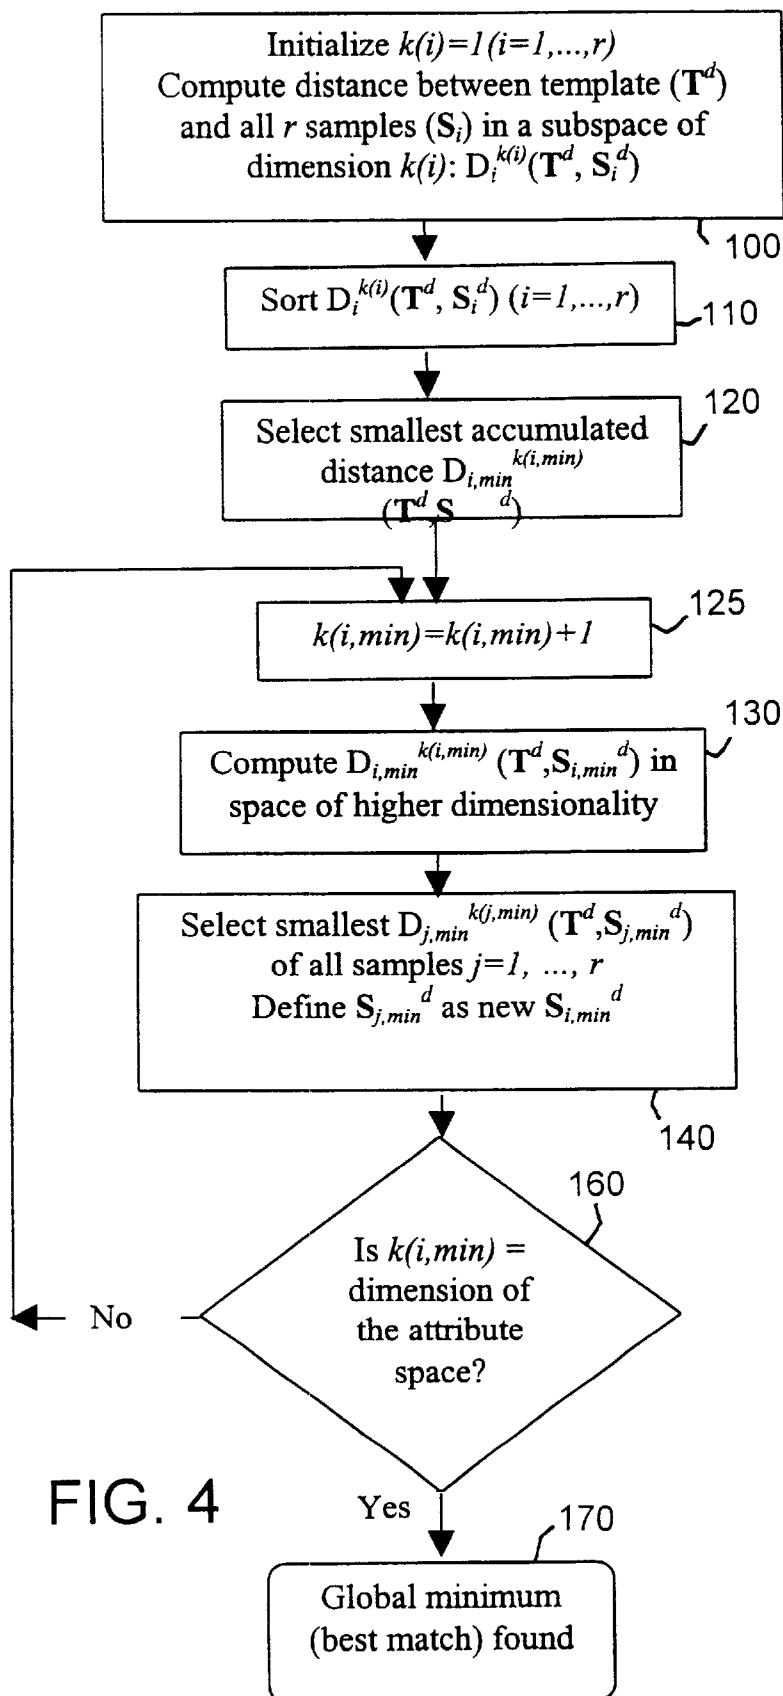 Initialize k(i)=1(i=1,...,r)
Compute distance between template (T^d)
and all r samples (S_i) in a subspace of
dimension k(i): D_i^k(i)(T^d, S_i^d)
100
Sort D_i^k(i)(T^d, S_i^d) (i=1,...,r)
110
120
Select smallest accumulated
distance D_i,min^k(i,min)
(T^d,S d)
125
k(i,min)=k(i,min)+1
130
Compute D_i,min^k(i,min) (T^d,S_i,min^d) in
space of higher dimensionality
Select smallest D_j,min^k(j,min) (T^d,S_j,min^d)
of all samples j=1, ..., r
Define S_j,min^d as new S_i,min^d
140
160
Is k(i,min) =
dimension of
the attribute
space?
No
FIG. 4
Yes
170
Global minimum
(best match) found